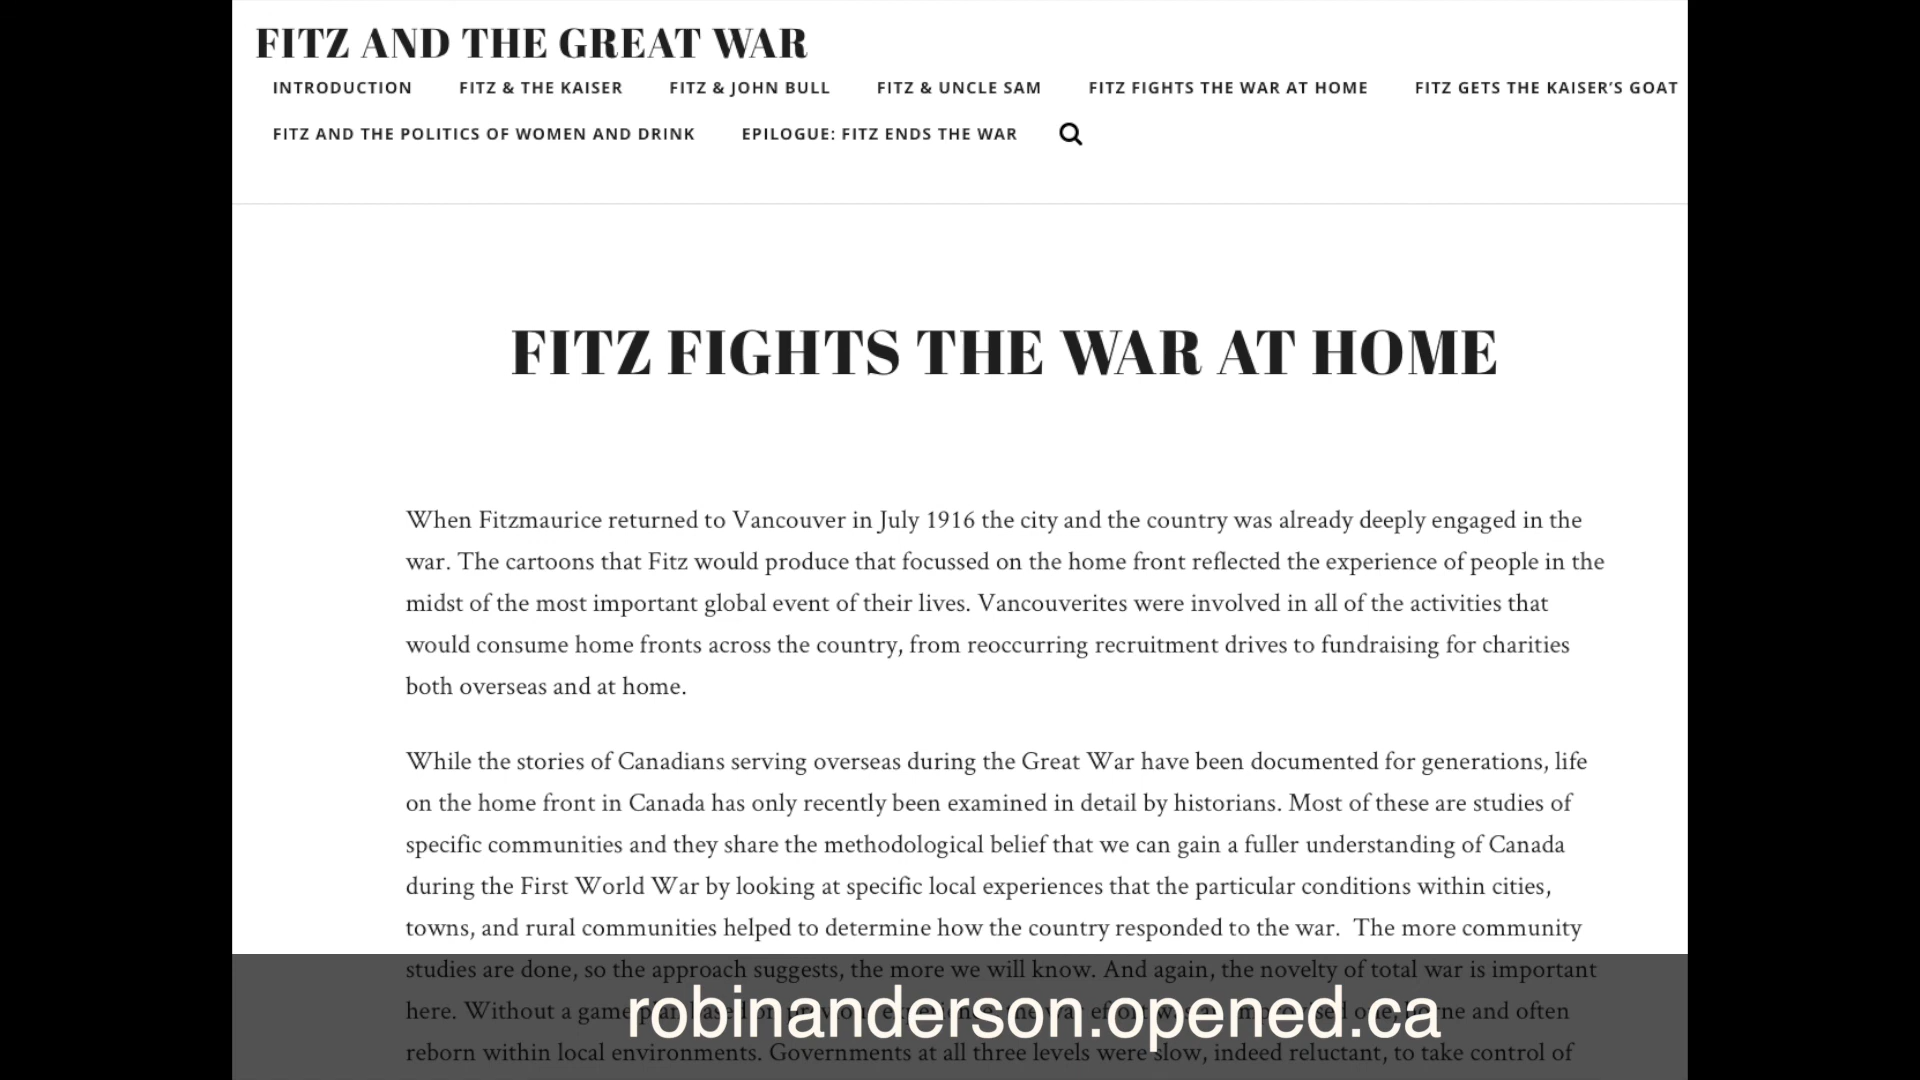 FITZ AND THE GREAT WAR
INTRODUCTION FITZ & THE KAISER FITZ & JOHN BULL FITZ & UNCLE SAM FITZ FIGHTS THE WAR AT HOME FITZ GETS THE KAISER’S GOAT
FITZ AND THE POLITICS OF WOMEN AND DRINK EPILOGUE: FITZ ENDS THE WAR
FITZ FIGHTS THE WAR AT HOME
When Fitzmaurice returned to Vancouver in July 1916 the city and the country was already deeply engaged in the
war. The cartoons that Fitz would produce that focussed on the home front reflected the experience of people in the
midst of the most important global event of their lives. Vancouverites were involved in all of the activities that
would consume home fronts across the country, from reoccurring recruitment drives to fundraising for charities
both overseas and at home.
While the stories of Canadians serving overseas during the Great War have been documented for generations, life
on the home front in Canada has only recently been examined in detail by historians. Most of these are studies of
specific communities and they share the methodological belief that we can gain a fuller understanding of Canada
during the First World War by looking at specific local experiences that the particular conditions within cities,
towns, and rural communities helped to determine how the country responded to the war. The more community
studies are done, so the approach suggests, the more we will know. And again, the novelty of total war is important
here. Without a game and often
robinanderson.opened.ca
reborn within local environments. Governments at all three levels were slow, indeed reluctant, to take control of